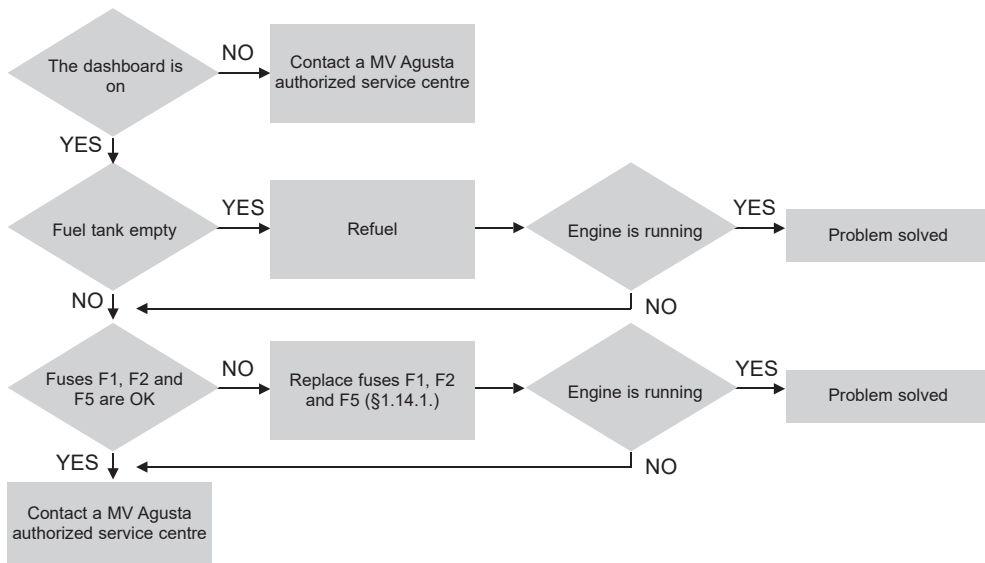 The dashboard is
on
NO
Contact a MV Agusta
authorized service centre
YES
Fuel tank empty
YES
Refuel
Engine is running
YES
Problem solved
NO
NO
Fuses F1, F2 and
F5 are OK
NO
Replace fuses F1, F2
and F5 (§1.14.1.)
Engine is running
YES
Problem solved
YES
NO
Contact a MV Agusta
authorized service centre